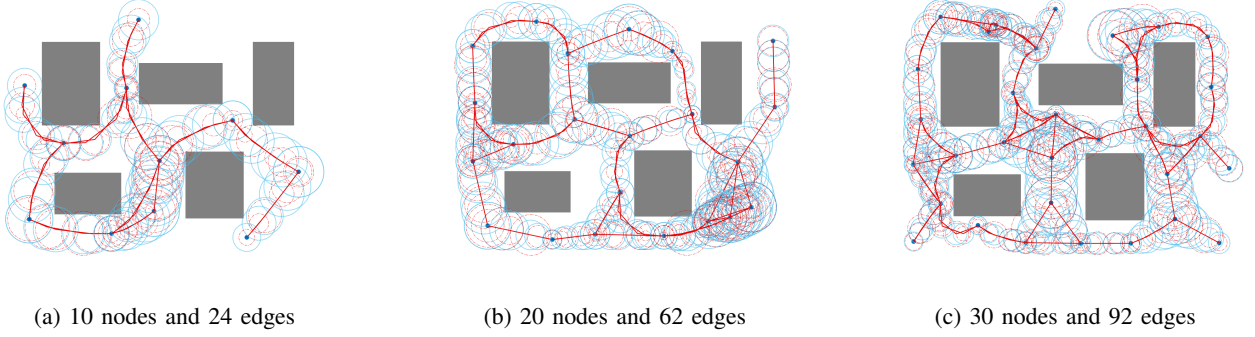 (a) 10 nodes and 24 edges
(b) 20 nodes and 62 edges
(c) 30 nodes and 92 edges